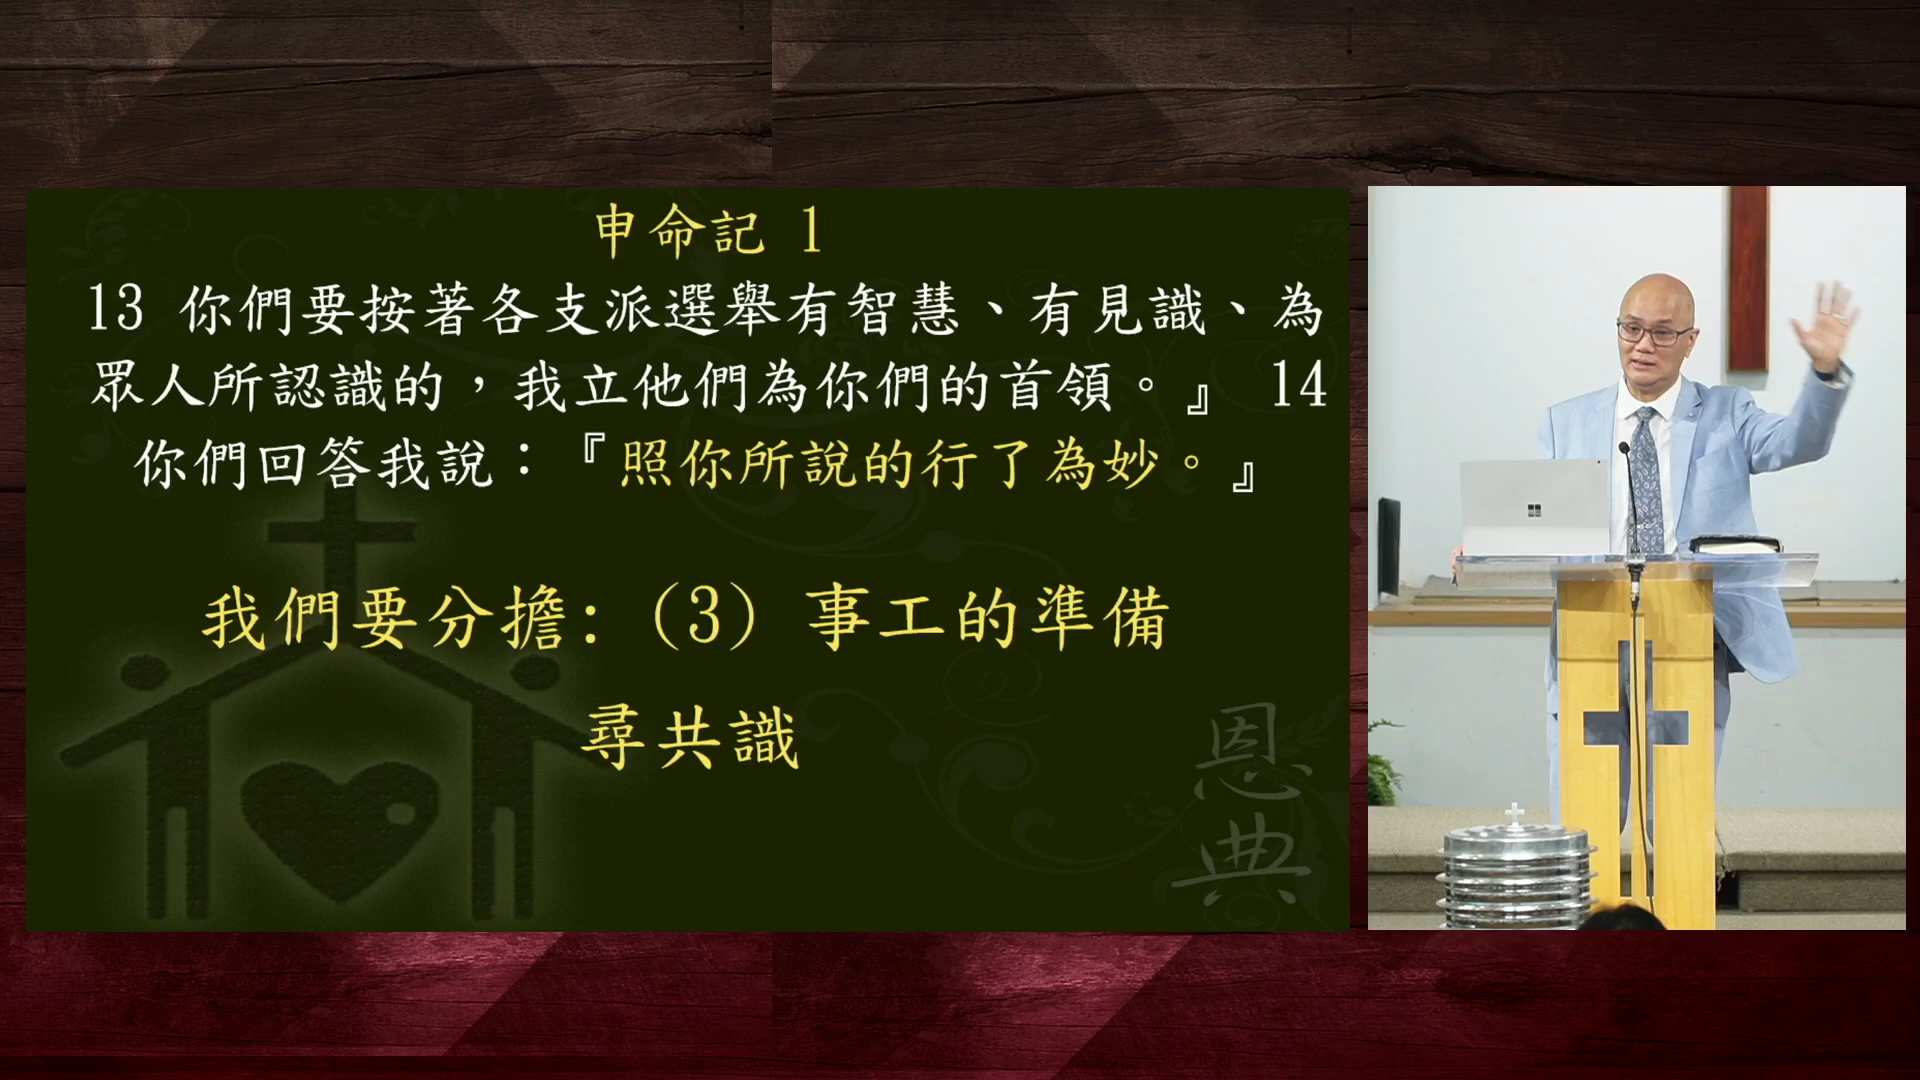 申命記 1
13 你們要按著各支派選舉有智慧、有見識、為
眾人所認識的，我立他們為你們的首領。』 14
你們回答我說：『照你所說的行了為妙。』
我們要分擔:（3）事工的準備
尋共識
恩
典